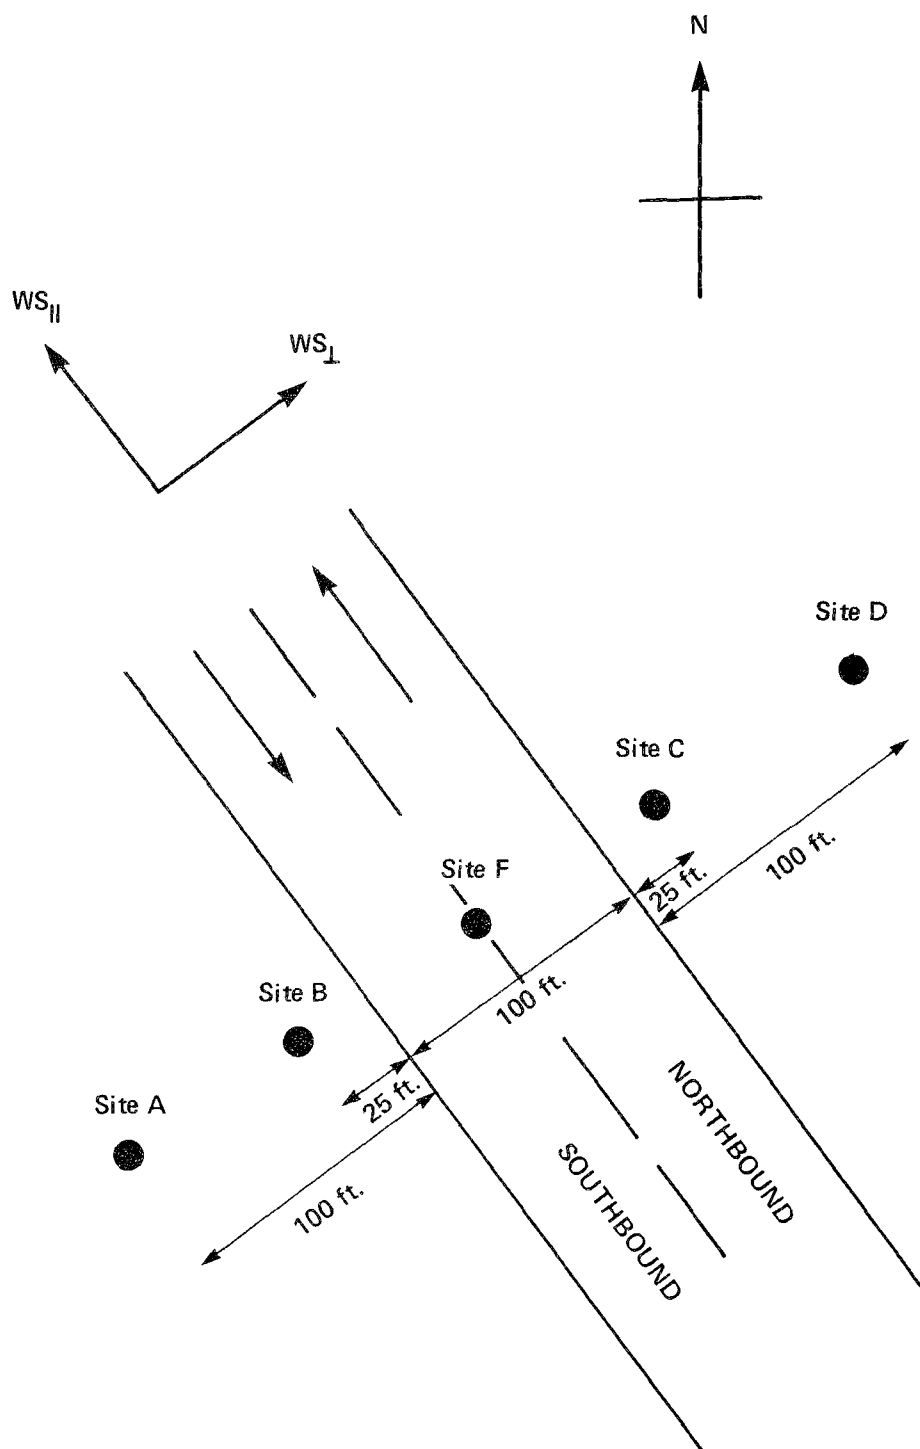 N
WS||
WS⊥
Site D
Site C
100 ft.
25 ft.
Site F
100 ft.
Site B
25 ft.
Site A
100 ft.
NORTHBOUND
SOUTHBOUND